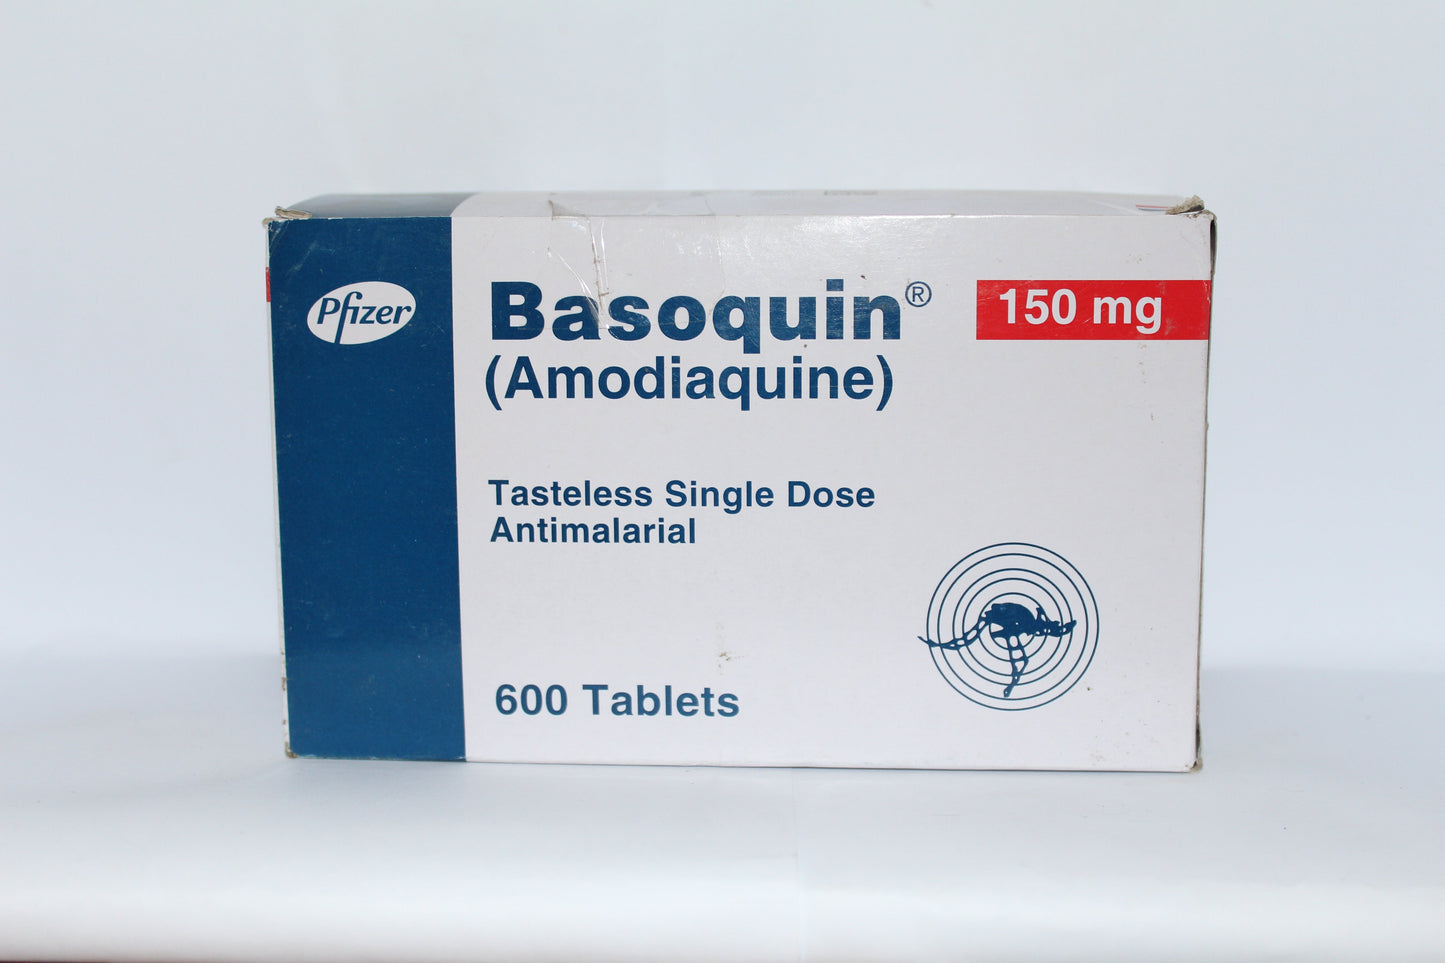 Pfizer
Basoquin®
150 mg
(Amodiaquine)
Tasteless Single Dose
Antimalarial
600 Tablets